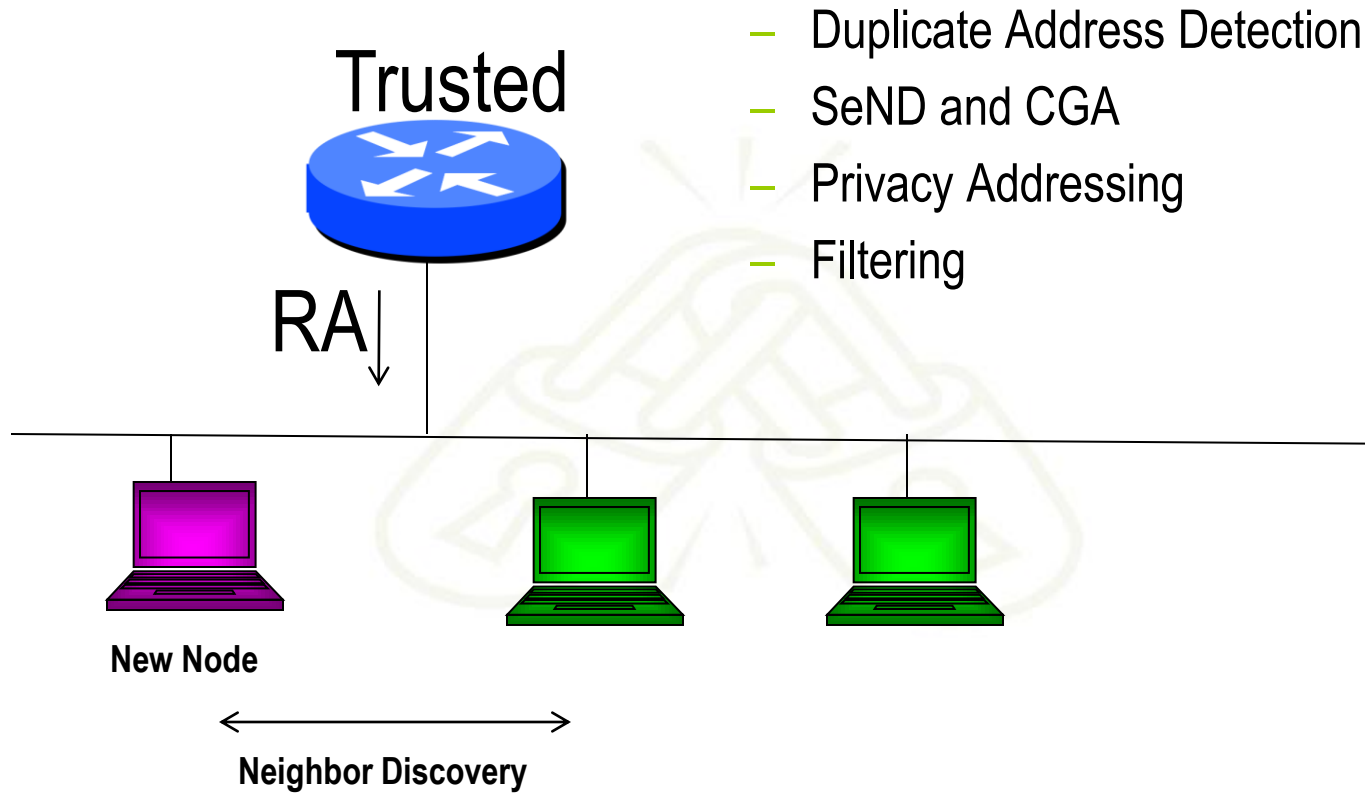 Trusted
RA
– Duplicate Address Detection
– SeND and CGA
– Privacy Addressing
– Filtering
New Node
Neighbor Discovery